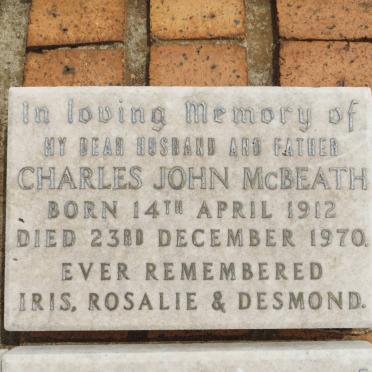 In loving Memory of
MY DEAR HUSBAND AND FATHER
CHARLES JOHN McBEATH
BORN 14TH APRIL 1912
DIED 23RD DECEMBER 1970.
EVER REMEMBERED
IRIS, ROSALIE & DESMOND.